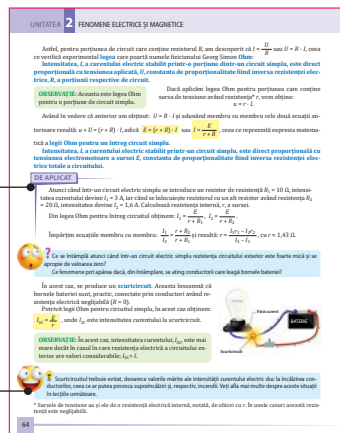 UNITATEA 2 FENOMENE ELECTRICE ȘI MAGNETICE
Astfel, pentru porțiunea de circuit care conține rezistorul R, am descoperit că I = U/R sau U = R · I, ceea
ce verifică experimental legea care poartă numele fizicianului Georg Simon Ohm:
Intensitatea, I, a curentului electric stabilit printr-o porțiune dintr-un circuit simplu, este direct
proporțională cu tensiunea aplicată, U, constanta de proporționalitate fiind inversa rezistenței elec-
trice, R, a porțiunii respective de circuit.
OBSERVAȚIE: Aceasta este legea Ohm
pentru o porțiune de circuit simplu.
Dacă aplicăm legea Ohm pentru porțiunea care conține
sursa de tensiune având rezistența* r, vom obține:
u = r · I.
Având în vedere că anterior am obținut: U = R · I și adunând membru cu membru cele două ecuații an-
terioare rezultă: u + U = (r + R) · I, adică E = (r + R) · I sau I = E/(r + R), ceea ce reprezintă expresia matema-
tică a legii Ohm pentru un întreg circuit simplu.
Intensitatea, I, a curentului electric stabilit printr-un circuit simplu, este direct proporțională cu
tensiunea electromotoare a sursei E, constanta de proporționalitate fiind inversa rezistenței elec-
trice totale a circuitului.
DE APLICAT
Atunci când într-un circuit electric simplu se introduce un rezistor de rezistență R₁ = 10 Ω, intensi-
tatea curentului devine I₁ = 3 A, iar când se înlocuiește rezistorul cu un alt rezistor având rezistența R₂
= 20 Ω, intensitatea devine I₂ = 1,6 A. Calculează rezistența internă, r, a sursei.
Din legea Ohm pentru întreg circuitul obținem: I₁ = E/(r + R₁), I₂ = E/(r + R₂)
Împărțim ecuațiile membru cu membru: I₁/I₂ = (r + R₂)/(r + R₁) și rezultă: r = (I₁r₁ − I₂r₂)/(I₂ − I₁), cu r < 1,43 Ω.
Ce se întâmplă atunci când într-un circuit electric simplu rezistența circuitului exterior este foarte mică și se
apropie de valoarea zero?
Ce fenomene pot apărea dacă, din întâmplare, se ating conductorii care leagă bornele bateriei?
În acest caz, se produce un scurtcircuit. Aceasta înseamnă că
bornele bateriei sunt, practic, conectate prin conductori având re-
zistența electrică neglijabilă (R = 0).
Potrivit legii Ohm pentru circuitul simplu, în acest caz obținem:
I_SC = E/r, unde I_SC este intensitatea curentului la scurtcircuit.
OBSERVAȚIE: În acest caz, intensitatea curentului, I_SC, este mai
mare decât în cazul în care rezistența electrică a circuitului ex-
terior are valori considerabile; I_SC > I.
Fără curent
BATERIE
Scurtcircuit
Scurtcircuitul trebuie evitat, deoarece valorile mărite ale intensității curentului electric duc la încălzirea con-
ductorilor, ceea ce ar putea provoca supraîncălziri și, respectiv, incendii. Veți afla mai multe despre aceste situații
în lecțiile următoare.
* Sursele de tensiune au și ele de o rezistență electrică internă, notată, de obicei cu r. În unele cazuri această rezis-
tență este neglijabilă.
64